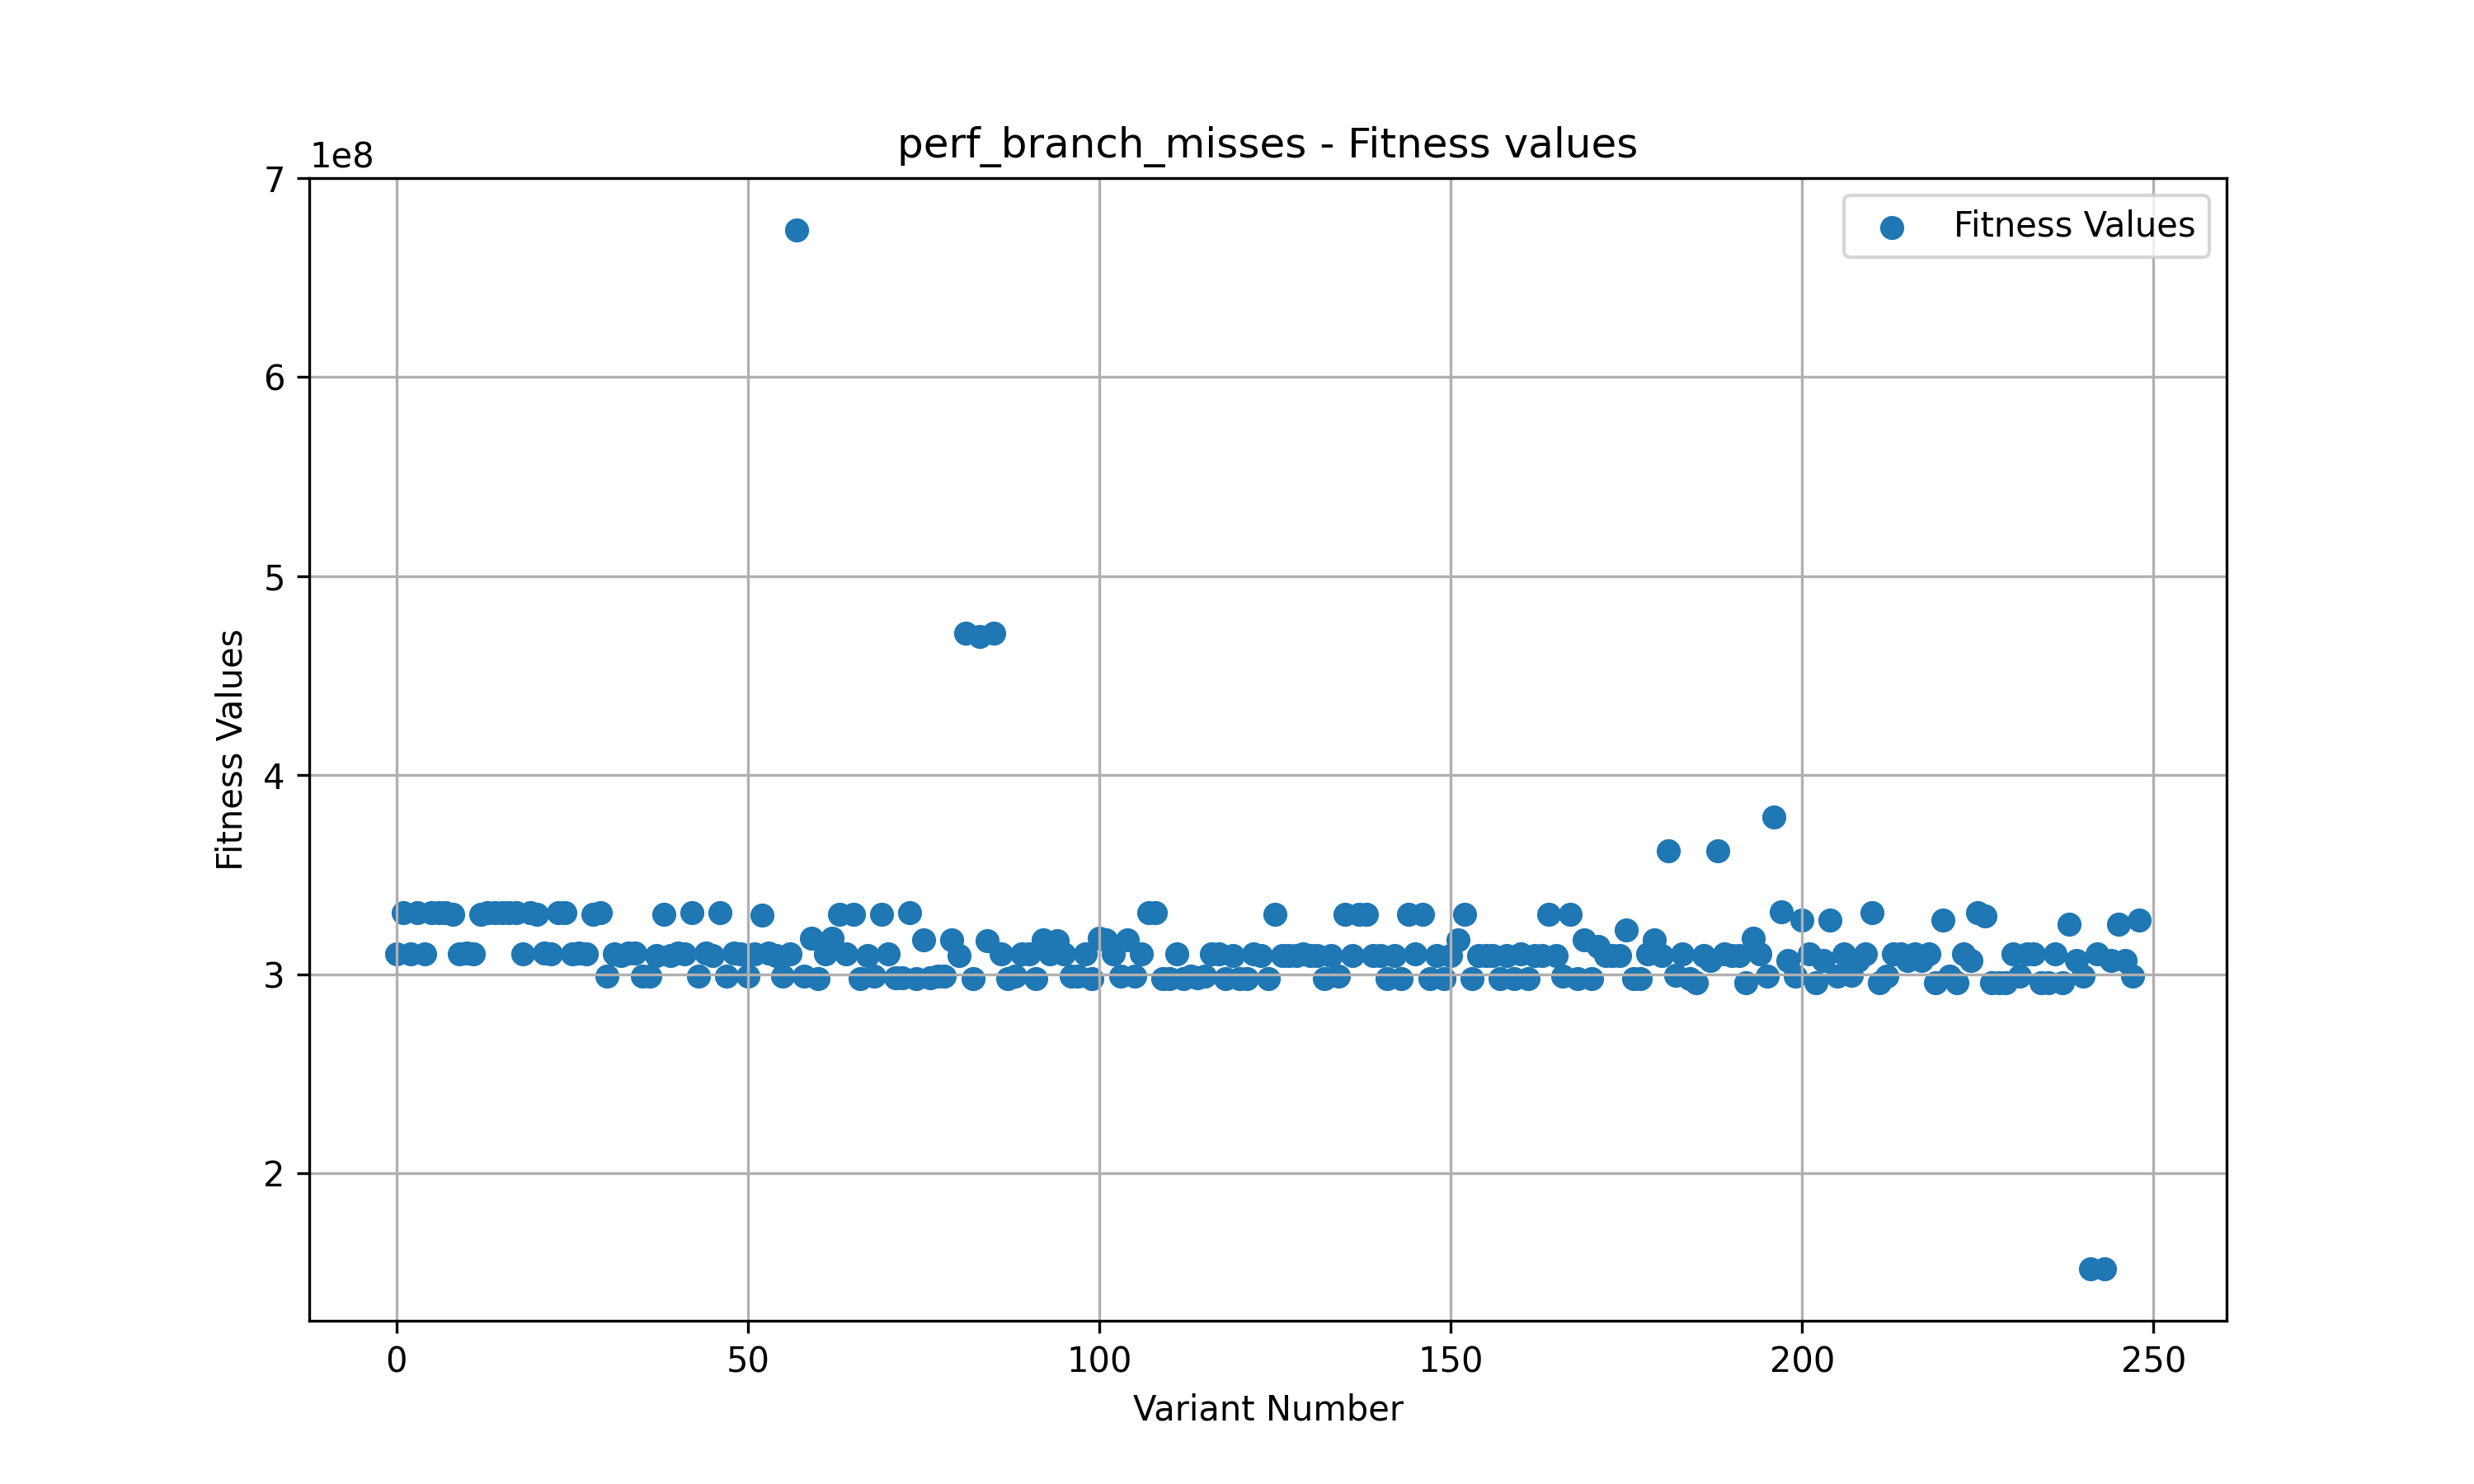 perf_branch_misses - Fitness values
1e8
Fitness Values
7
6
5
4
3
2
Fitness Values
0 50 100 150 200 250
Variant Number